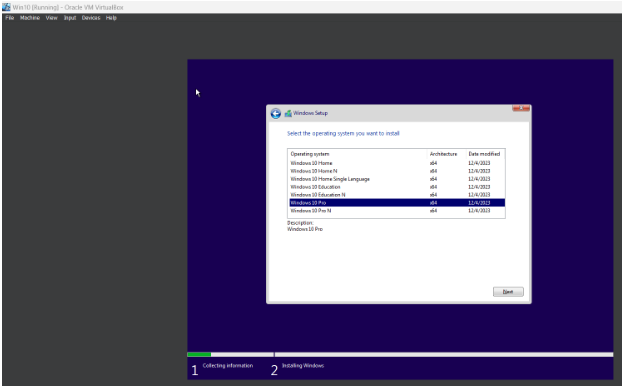 Win10 [Running] - Oracle VM VirtualBox
File Machine View Input Devices Help
Windows Setup
Select the operating system you want to install
Operating system Architecture Date modified
Windows 10 Home x64 12/4/2023
Windows 10 Home N x64 12/4/2023
Windows 10 Home Single Language x64 12/4/2023
Windows 10 Education x64 12/4/2023
Windows 10 Education N x64 12/4/2023
Windows 10 Pro x64 12/4/2023
Windows 10 Pro N x64 12/4/2023
Description:
Windows 10 Pro
Next
1 Collecting information 2 Installing Windows